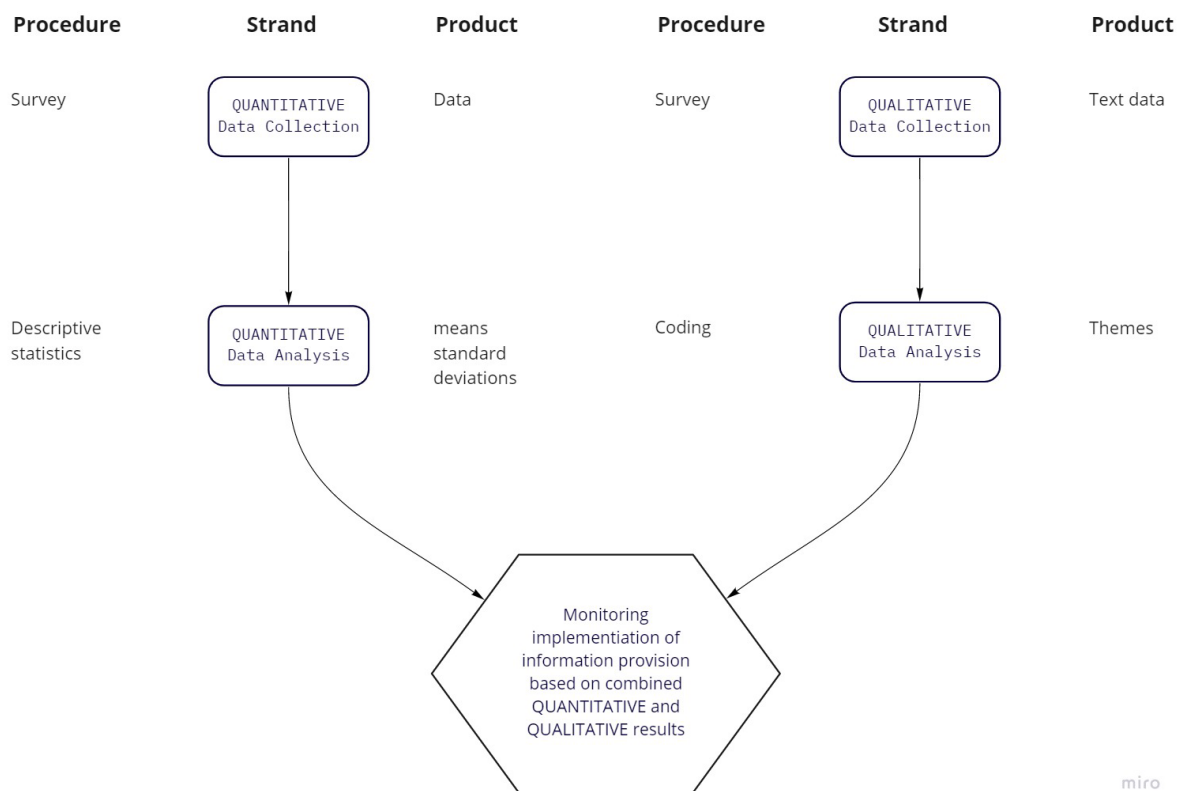 Procedure Strand Product Procedure Strand Product
Survey
QUANTITATIVE
Data Collection
Data
Survey
QUALITATIVE
Data Collection
Text data
Descriptive
statistics
QUANTITATIVE
Data Analysis
means
standard
deviations
Coding
QUALITATIVE
Data Analysis
Themes
Monitoring
implementiation of
information provision
based on combined
QUANTITATIVE and
QUALITATIVE results
miro